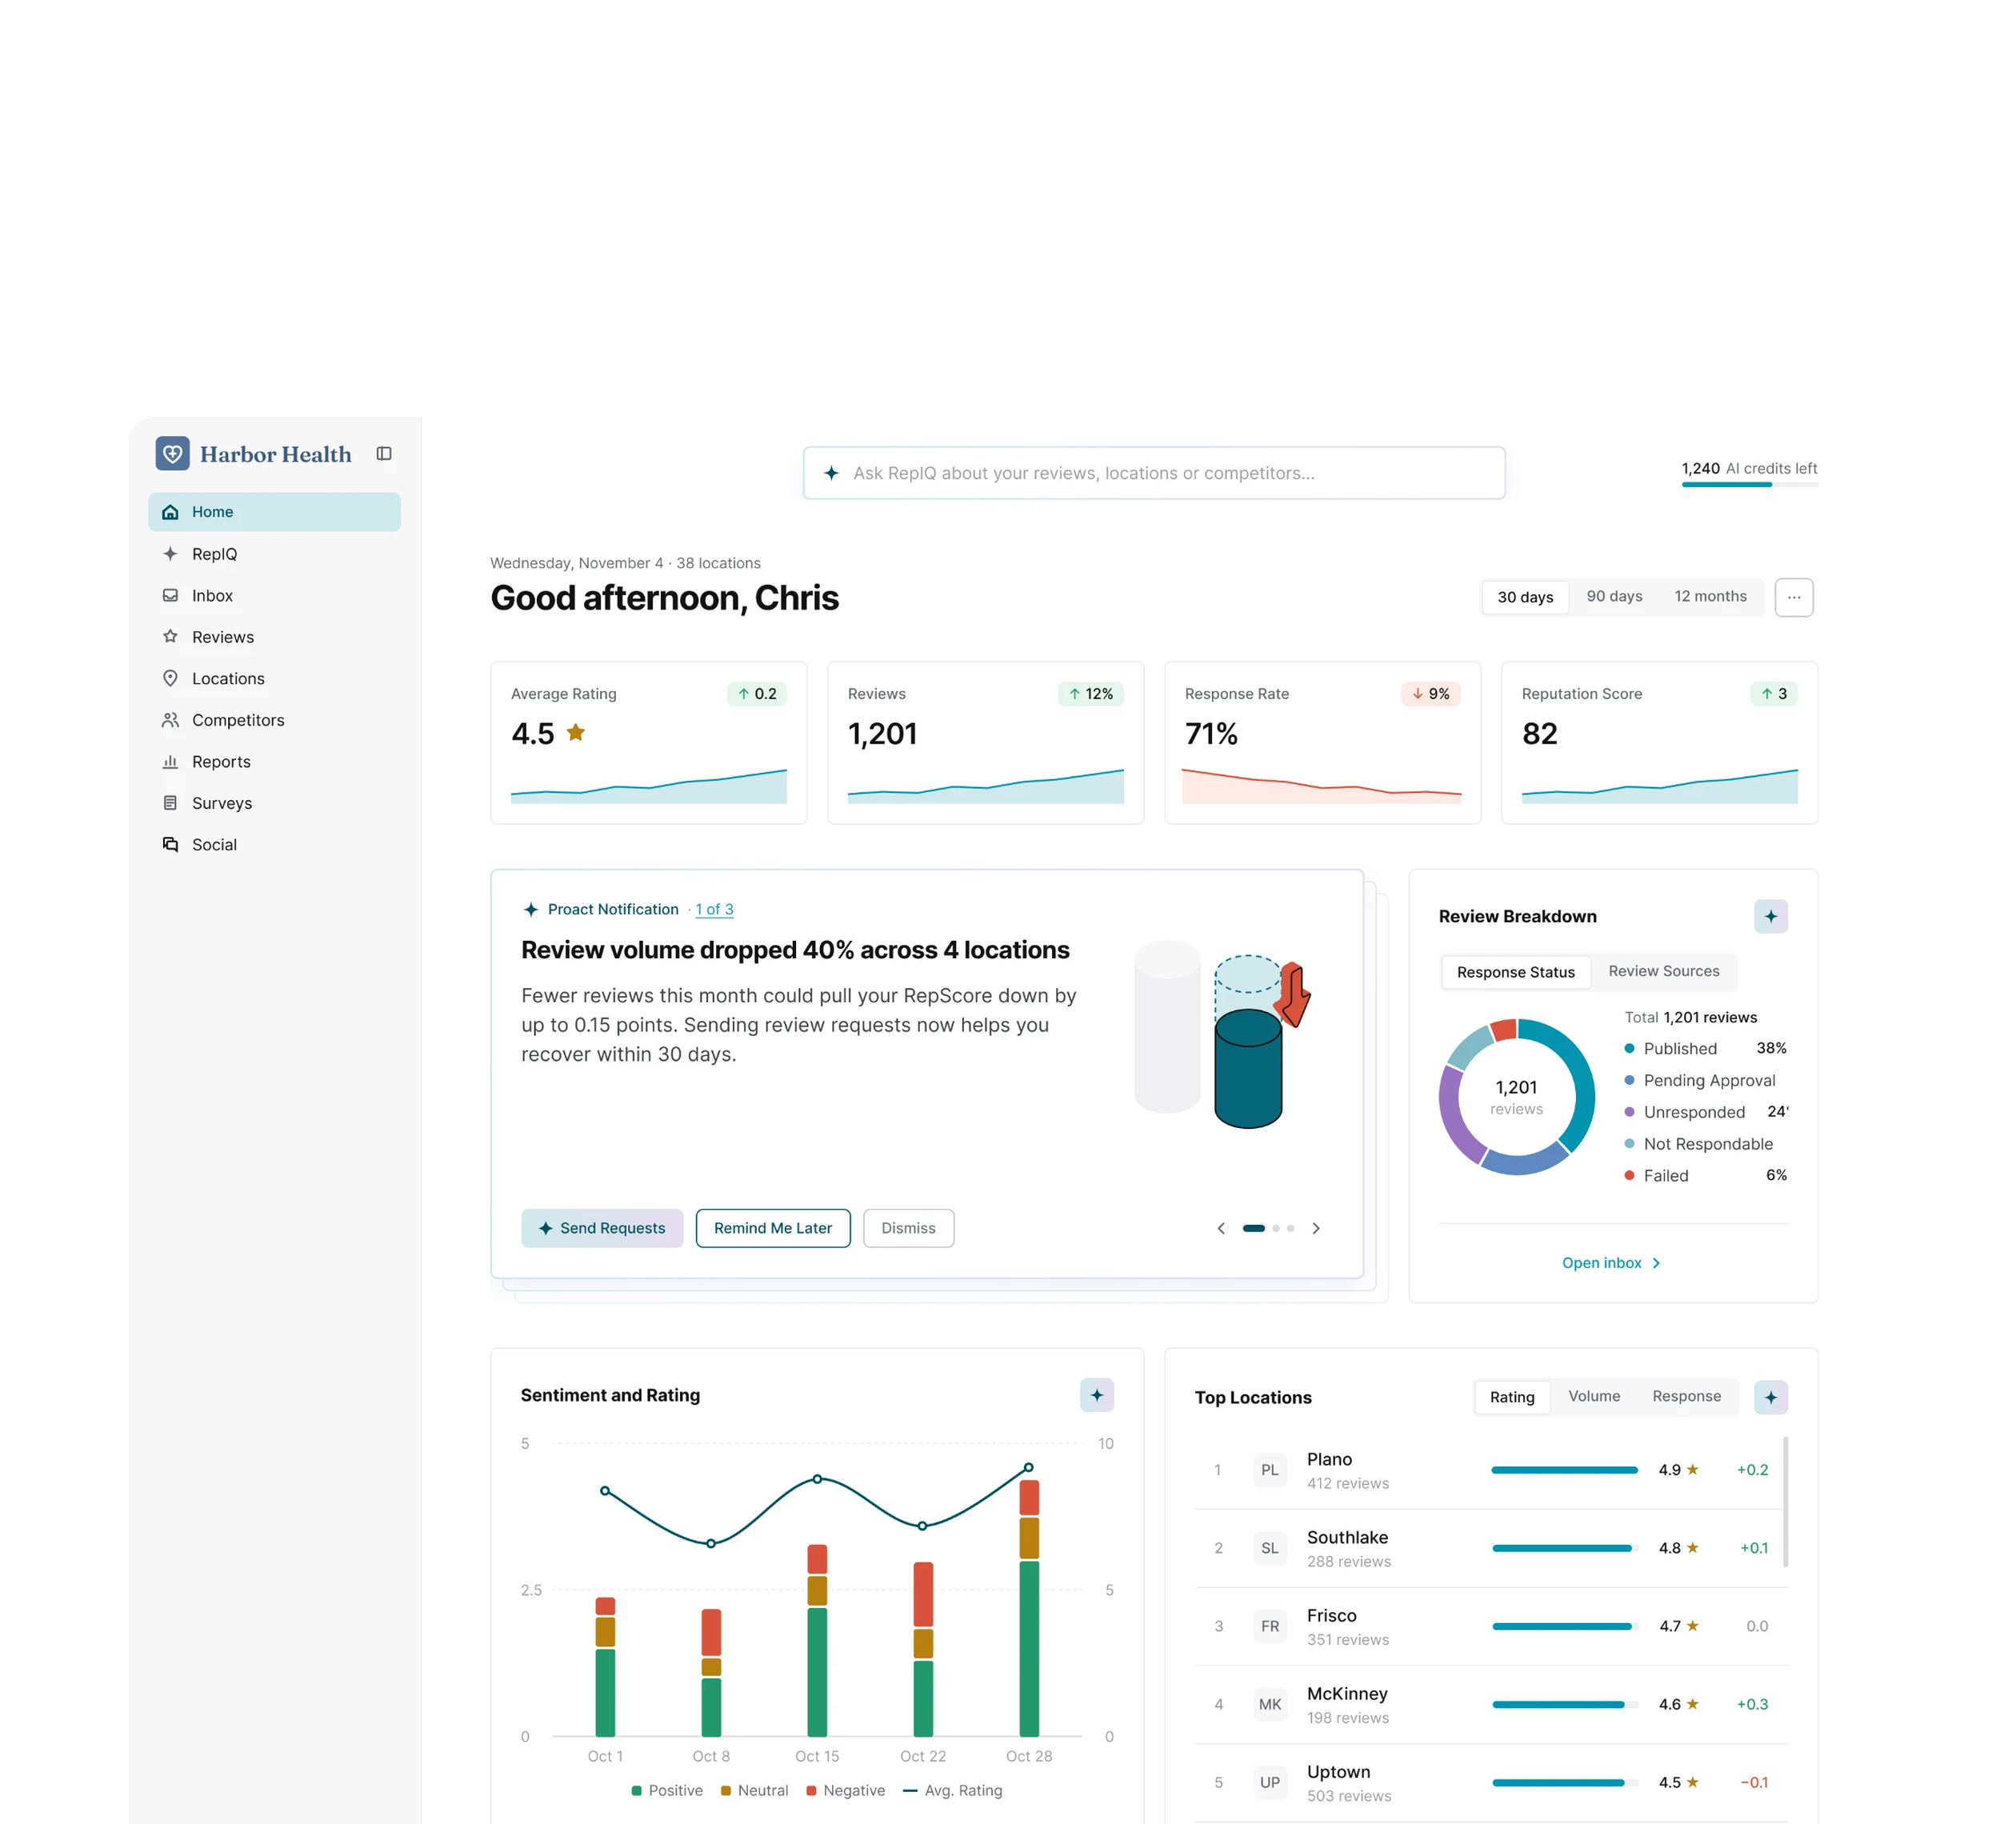 Harbor Health
Home
RepIQ
Inbox
Reviews
Locations
Competitors
Reports
Surveys
Social
Ask RepIQ about your reviews, locations or competitors...
1,240 AI credits left
Wednesday, November 4 · 38 locations
Good afternoon, Chris
30 days 90 days 12 months ...
Average Rating ↑ 0.2
4.5 ★
Reviews ↑ 12%
1,201
Response Rate ↓ 9%
71%
Reputation Score ↑ 3
82
Proact Notification · 1 of 3
Review volume dropped 40% across 4 locations
Fewer reviews this month could pull your RepScore down by
up to 0.15 points. Sending review requests now helps you
recover within 30 days.
Send Requests Remind Me Later Dismiss
Review Breakdown
Response Status Review Sources
1,201
reviews
Total 1,201 reviews
Published 38%
Pending Approval
Unresponded 24
Not Respondable
Failed 6%
Open inbox
Sentiment and Rating
5 10
2.5 5
0 0
Oct 1 Oct 8 Oct 15 Oct 22 Oct 28
Positive Neutral Negative Avg. Rating
Top Locations
Rating Volume Response
1 PL Plano 4.9 ★ +0.2
412 reviews
2 SL Southlake 4.8 ★ +0.1
288 reviews
3 FR Frisco 4.7 ★ 0.0
351 reviews
4 MK McKinney 4.6 ★ +0.3
198 reviews
5 UP Uptown 4.5 ★ −0.1
503 reviews